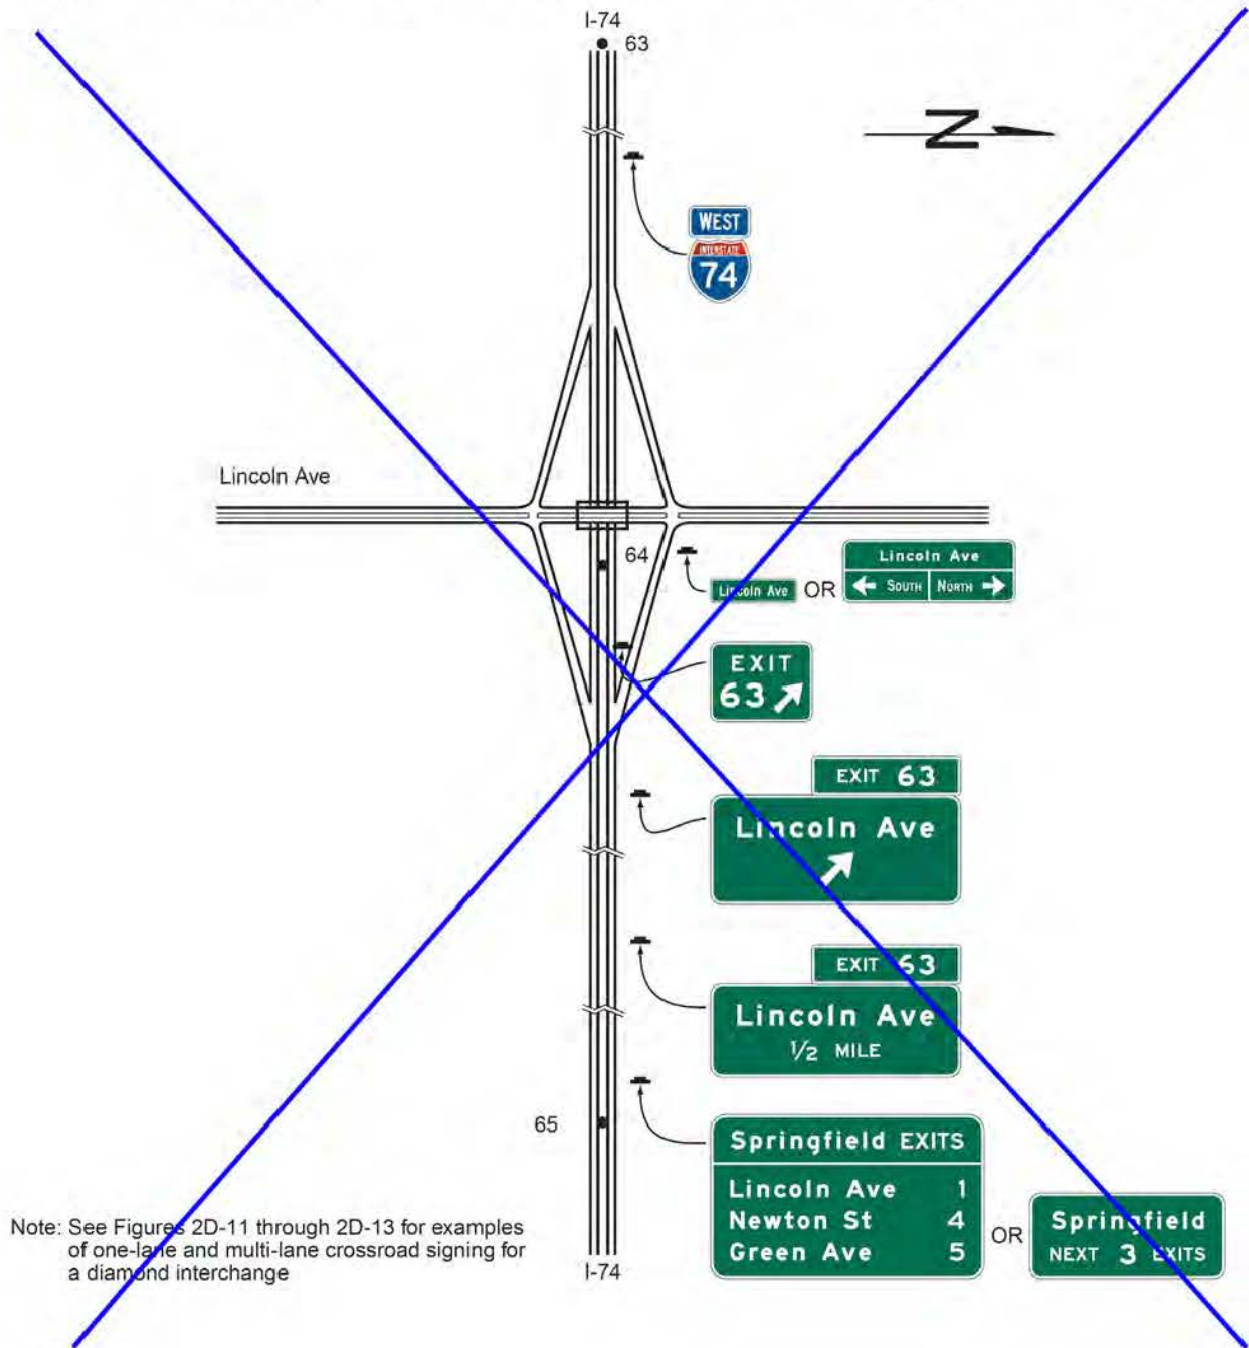 I-74
63
N
WEST
INTERSTATE
74
Lincoln Ave
64
Lincoln Ave
OR
Lincoln Ave
SOUTH NORTH
EXIT
63
EXIT 63
Lincoln Ave
EXIT 63
Lincoln Ave
1/2 MILE
65
Springfield EXITS
Lincoln Ave 1
Newton St 4
Green Ave 5
OR
Springfield
NEXT 3 EXITS
Note: See Figures 2D-11 through 2D-13 for examples
of one-lane and multi-lane crossroad signing for
a diamond interchange
I-74